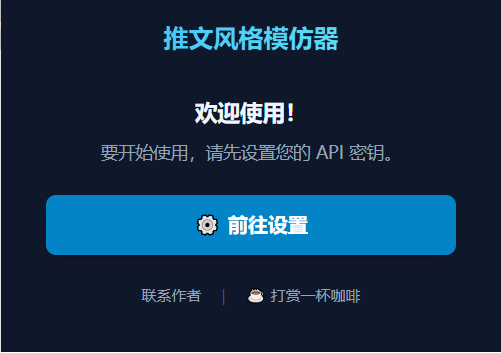 推文风格模仿器
欢迎使用！
要开始使用，请先设置您的 API 密钥。
⚙️ 前往设置
联系作者 | ☕ 打赏一杯咖啡